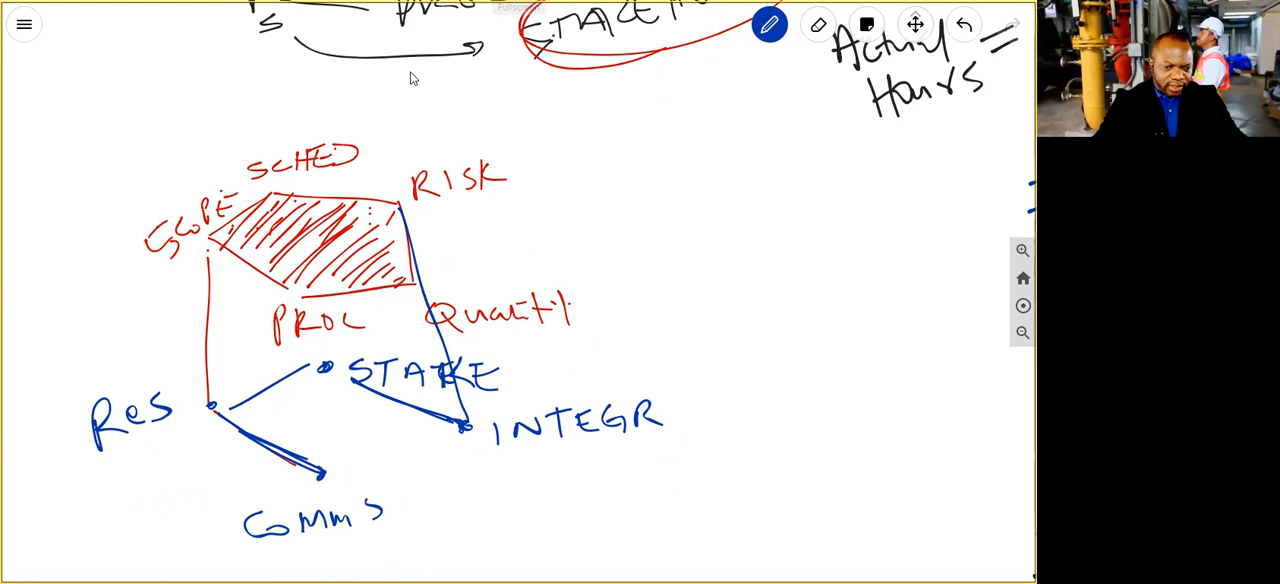 S
Actual =
Hours
SCHED
RISK
SCOPE
PROC
Quality
STAKE
RES
INTEGR
COMMS